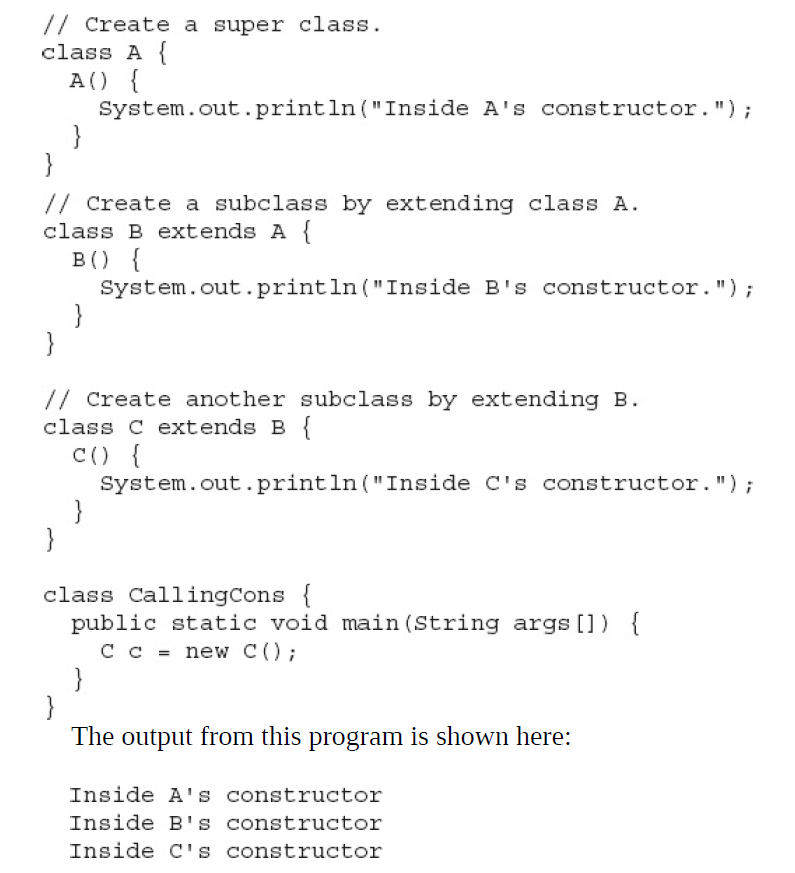 // Create a super class.
class A {
  A() {
    System.out.println("Inside A's constructor.");
  }
}
// Create a subclass by extending class A.
class B extends A {
  B() {
    System.out.println("Inside B's constructor.");
  }
}
// Create another subclass by extending B.
class C extends B {
  C() {
    System.out.println("Inside C's constructor.");
  }
}
class CallingCons {
  public static void main(String args[]) {
    C c = new C();
  }
}
The output from this program is shown here:
Inside A's constructor
Inside B's constructor
Inside C's constructor